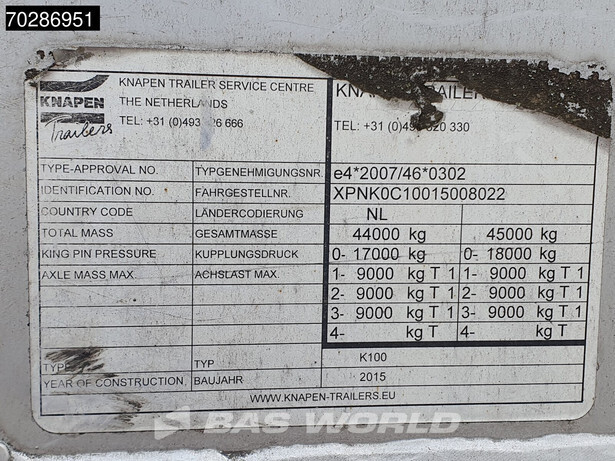 70286951
KNAPEN
Trailers
KNAPEN TRAILER SERVICE CENTRE
THE NETHERLANDS
TEL: +31 (0)493 26 666
TEL: +31 (0)49 320 330
TYPE-APPROVAL NO. TYPGENEHMIGUNGSNR. e4*2007/46*0302
IDENTIFICATION NO. FAHRGESTELLNR. XPNK0C10015008022
COUNTRY CODE LÄNDERCODIERUNG NL
TOTAL MASS GESAMTMASSE 44000 kg 45000 kg
KING PIN PRESSURE KUPPLUNGSDRUCK 0- 17000 kg 0- 18000 kg
AXLE MASS MAX. ACHSLAST MAX. 1- 9000 kg T 1 1- 9000 kg T 1
2- 9000 kg T 1 2- 9000 kg T 1
3- 9000 kg T 1 3- 9000 kg T 1
4- kg T 4- kg T
TYPE TYP K100
YEAR OF CONSTRUCTION BAUJAHR 2015
WWW.KNAPEN-TRAILERS.EU
BAS WORLD